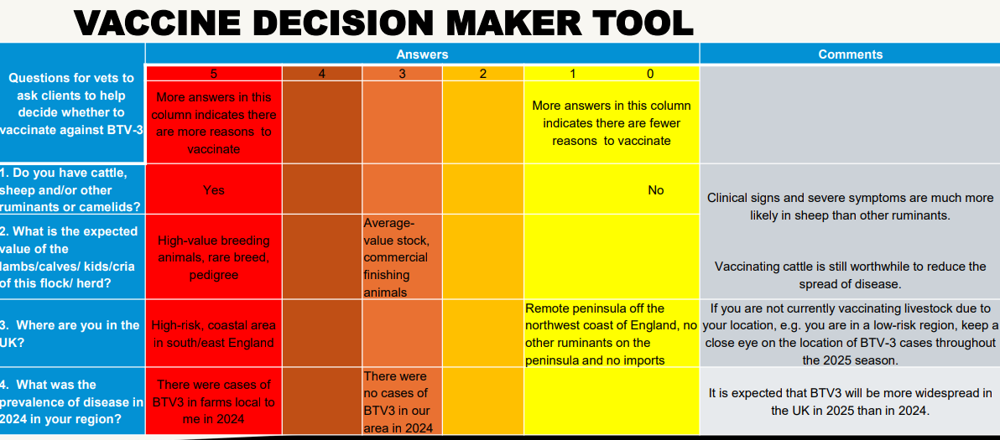 VACCINE DECISION MAKER TOOL
Answers
Comments
Questions for vets to
ask clients to help
decide whether to
vaccinate against BTV-3
5
4
3
2
1
0
More answers in this
column indicates there
are more reasons to
vaccinate
More answers in this column
indicates there are fewer
reasons to vaccinate
1. Do you have cattle,
sheep and/or other
ruminants or camelids?
Yes
No
Clinical signs and severe symptoms are much more
likely in sheep than other ruminants.
2. What is the expected
value of the
lambs/calves/ kids/cria
of this flock/ herd?
High-value breeding
animals, rare breed,
pedigree
Average-
value stock,
commercial
finishing
animals
Vaccinating cattle is still worthwhile to reduce the
spread of disease.
3. Where are you in the
UK?
High-risk, coastal area
in south/east England
Remote peninsula off the
northwest coast of England, no
other ruminants on the
peninsula and no imports
If you are not currently vaccinating livestock due to
your location, e.g. you are in a low-risk region, keep a
close eye on the location of BTV-3 cases throughout
the 2025 season.
4. What was the
prevalence of disease in
2024 in your region?
There were cases of
BTV3 in farms local to
me in 2024
There were
no cases of
BTV3 in our
area in 2024
It is expected that BTV3 will be more widespread in
the UK in 2025 than in 2024.